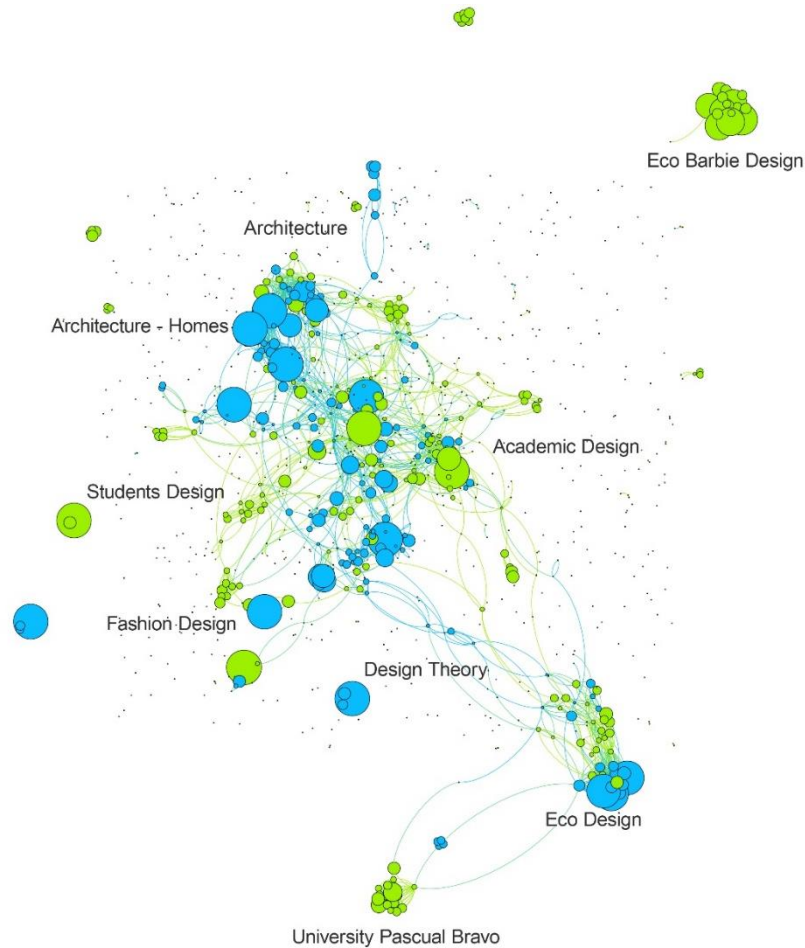 Eco Barbie Design
Architecture
Architecture - Homes
Academic Design
Students Design
Fashion Design
Design Theory
Eco Design
University Pascual Bravo